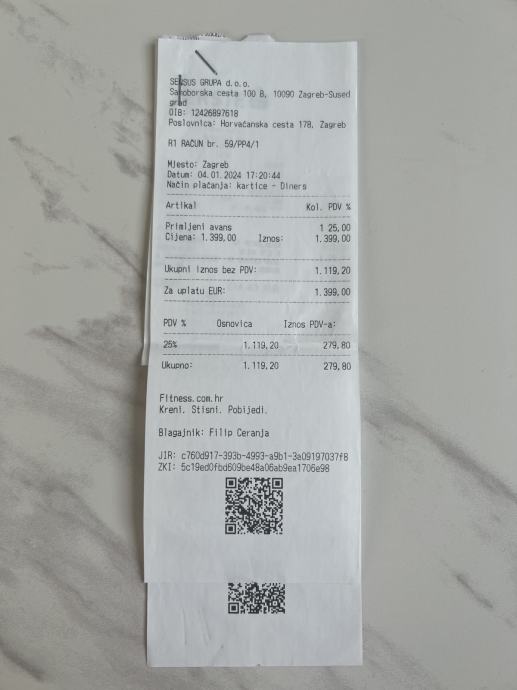 SENSUS GRUPA d.o.o.
Samoborska cesta 100 B, 10090 Zagreb-Sused
grad
OIB: 12426897618
Poslovnica: Horvaćanska cesta 178, Zagreb
R1 RAČUN br. 59/PP4/1
Mjesto: Zagreb
Datum: 04.01.2024 17:20:44
Način plaćanja: kartice - Diners
Artikal Kol. PDV %
Primljeni avans 1 25,00
Cijena: 1.399,00 Iznos: 1.399,00
Ukupni iznos bez PDV: 1.119,20
Za uplatu EUR: 1.399,00
PDV % Osnovica Iznos PDV-a:
25% 1.119,20 279,80
Ukupno: 1.119,20 279,80
Fitness.com.hr
Kreni. Stisni. Pobijedi.
Blagajnik: Filip Ceranja
JIR: c760d917-393b-4993-a9b1-3a09197037f8
ZKI: 5c19ed0fbd609be48a06ab9ea1706e98